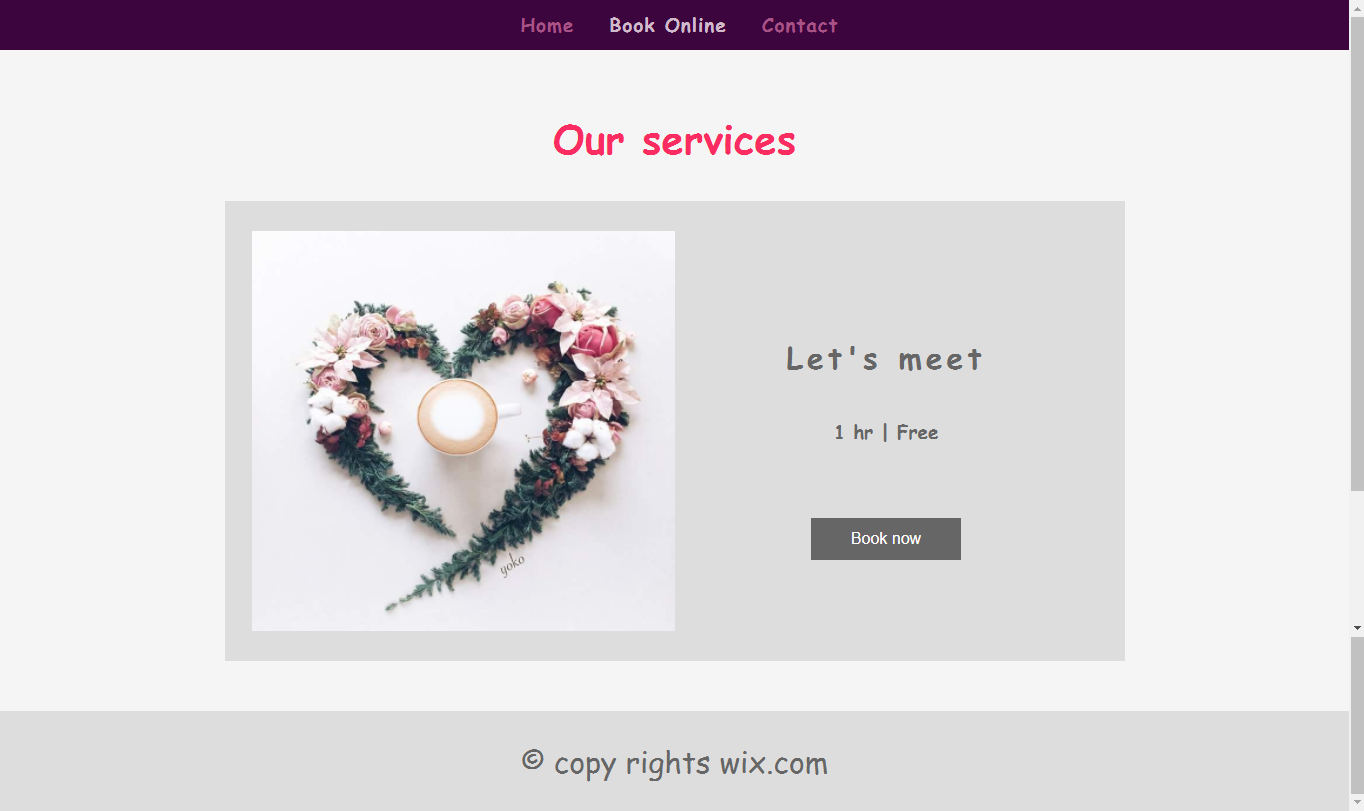 Home Book Online Contact
Our services
yoko
Let's meet
1 hr | Free
Book now
© copy rights wix.com